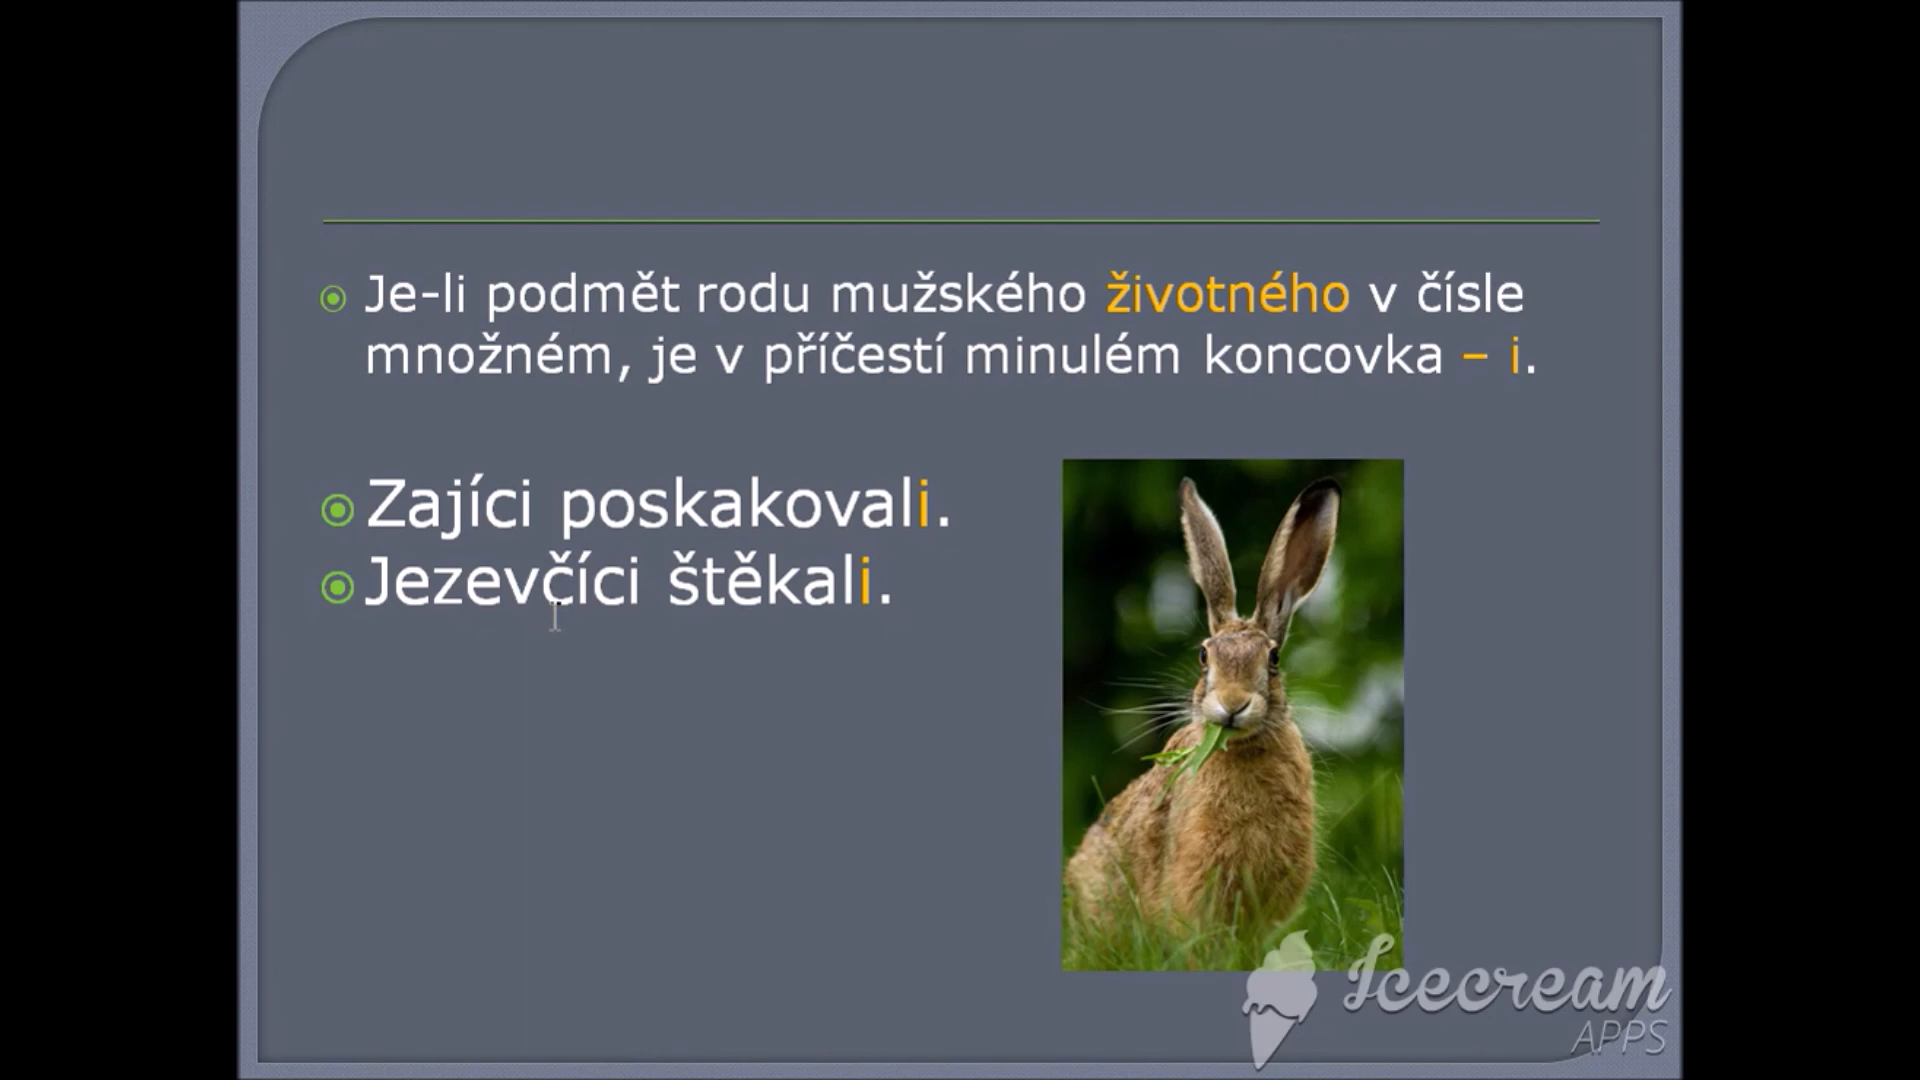 Je-li podmět rodu mužského životného v čísle
množném, je v příčestí minulém koncovka – i.
Zajíci poskakovali.
Jezevčíci štěkali.
Icecream
APPS